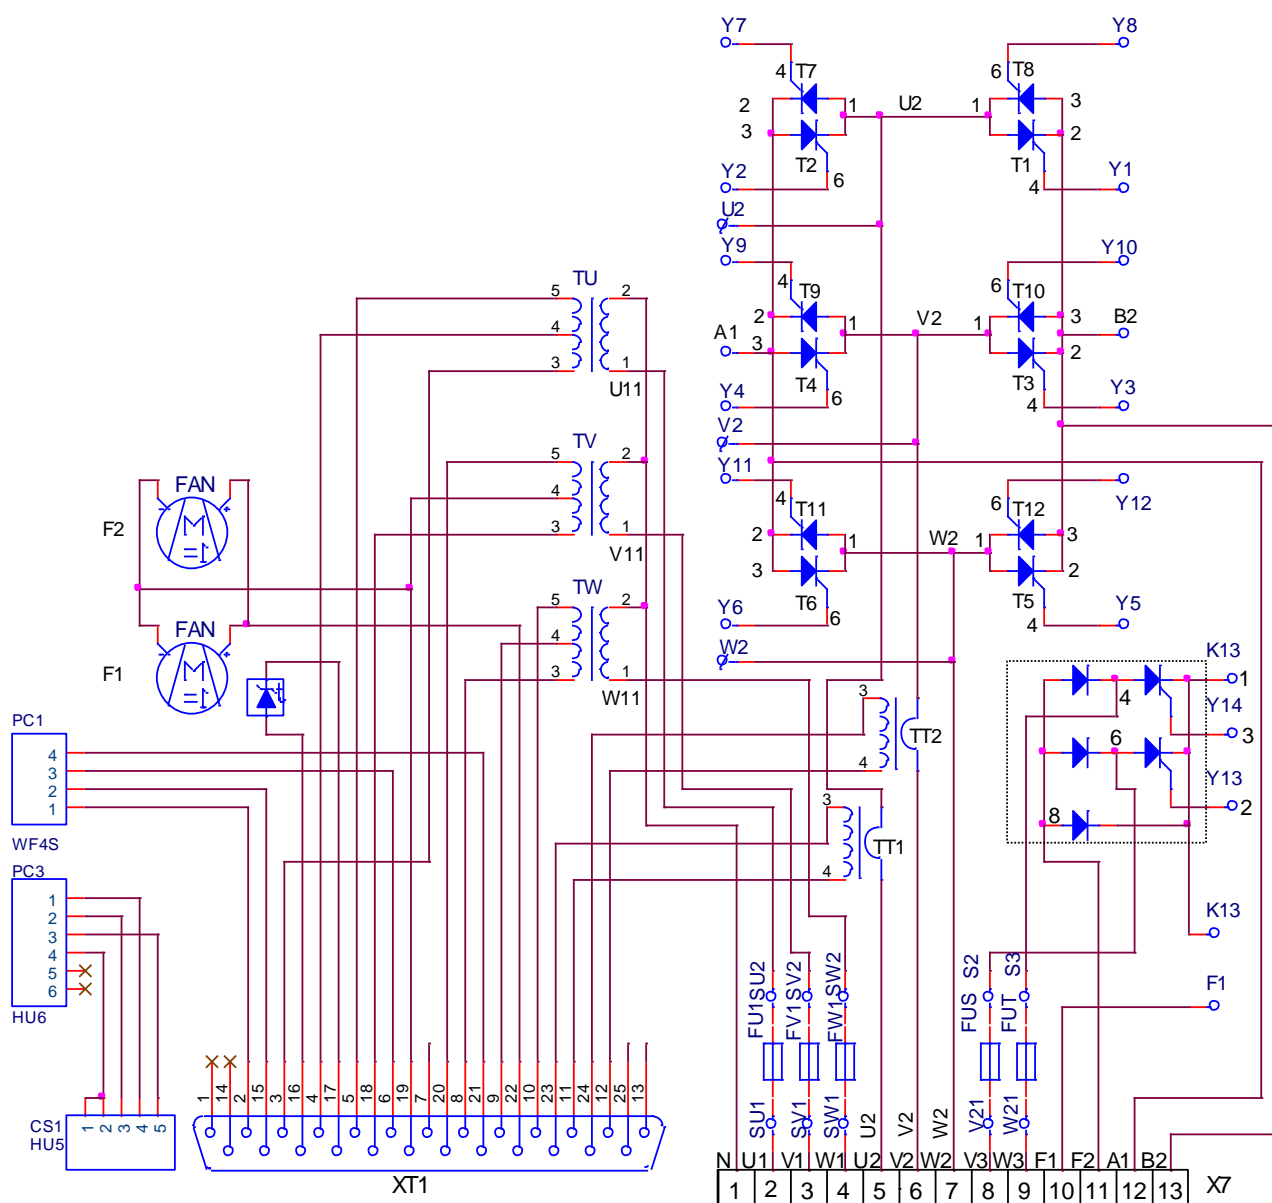 Y7
Y8
4 T7
6 T8
2 1 U2 1 3
3 2
T2 T1
Y2 6 4 Y1
U2
Y9 Y10
TU
5 2
4 T9
6 T10
4 2 1 V2 1 3 B2
A1 3 2
3 1
U11
T4 T3
Y4 6 4 Y3
V2
TV
5 2
Y11
4 6 Y12
4
FAN
T11 T12
F2 3 1 2 1 W2 1 3
M
=1
V11
3 2
TW
T6 T5
5 2
Y6 6 4 Y5
FAN
4
W2
K13
F1 3 1
M
=1
W11
4 1
3 Y14
PC1
TT2 3
4 6
3 4 Y13
2
1 3 2
8
WF4S
TT1
PC3 4
1
2
3 K13
4
5 SU2 SV2 SW2 S2 S3
6 F1
HU6 FU1 FV1 FW1 FUS FUT
1 14 2 15 3 16 4 17 5 18 6 19 7 20 8 21 9 22 10 23 11 24 12 25 13
CS1 1 2 3 4 5
HU5
SU1 SV1 SW1 U2 V2 W2 V21 W21
N U1 V1 W1 U2 V2 W2 V3 W3 F1 F2 A1 B2
XT1
1 2 3 4 5 6 7 8 9 10 11 12 13 X7